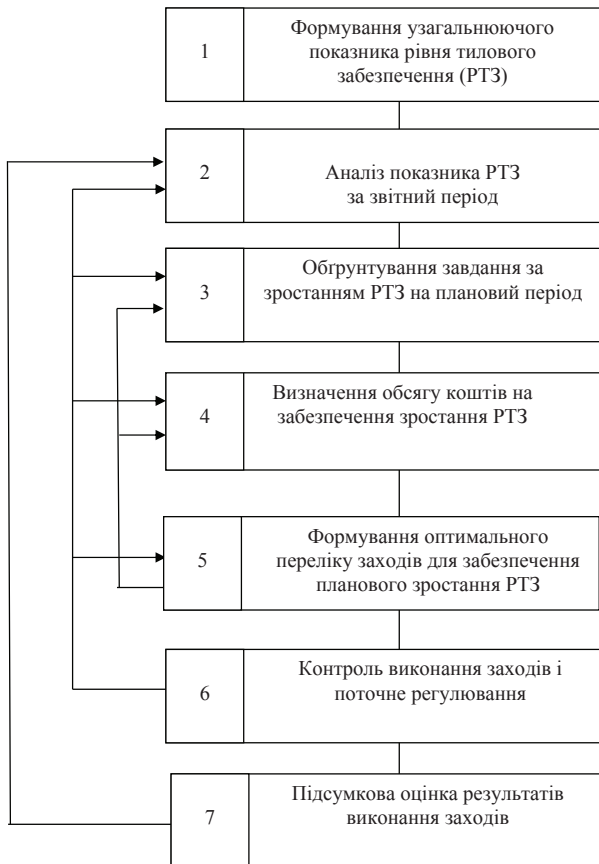 1
Формування узагальнюючого
показника рівня тилового
забезпечення (РТЗ)
2
Аналіз показника РТЗ
за звітний період
3
Обґрунтування завдання за
зростанням РТЗ на плановий період
4
Визначення обсягу коштів на
забезпечення зростання РТЗ
5
Формування оптимального
переліку заходів для забезпечення
планового зростання РТЗ
6
Контроль виконання заходів і
поточне регулювання
7
Підсумкова оцінка результатів
виконання заходів